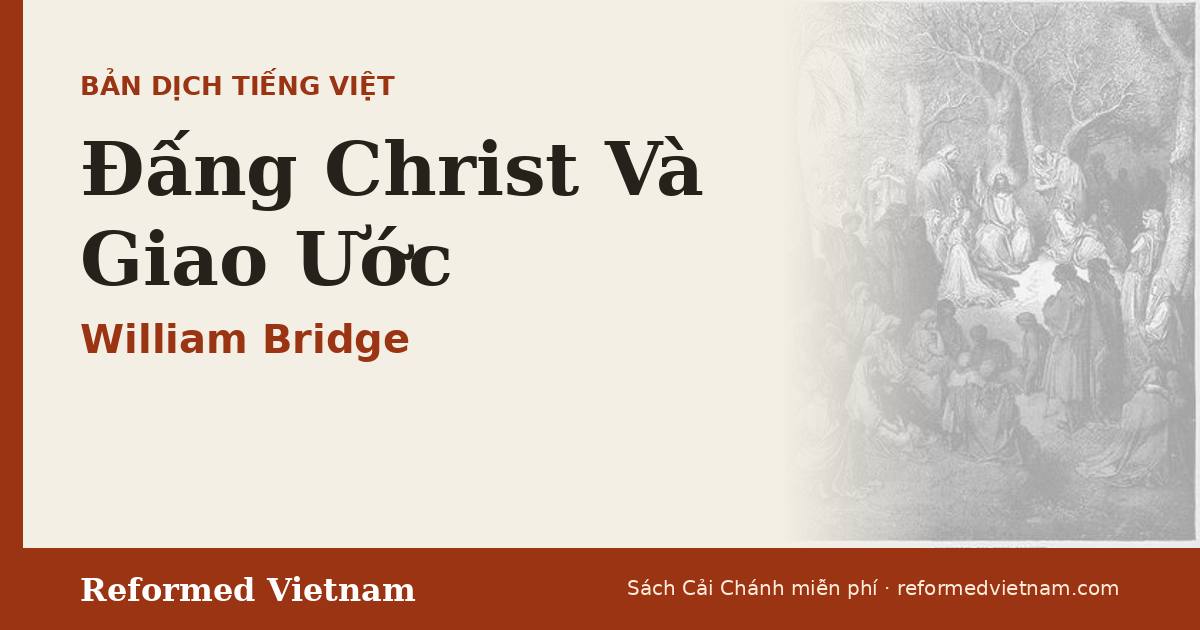 BẢN DỊCH TIẾNG VIỆT
Đấng Christ Và
Giao Ước
William Bridge
Reformed Vietnam
Sách Cải Chánh miễn phí · reformedvietnam.com